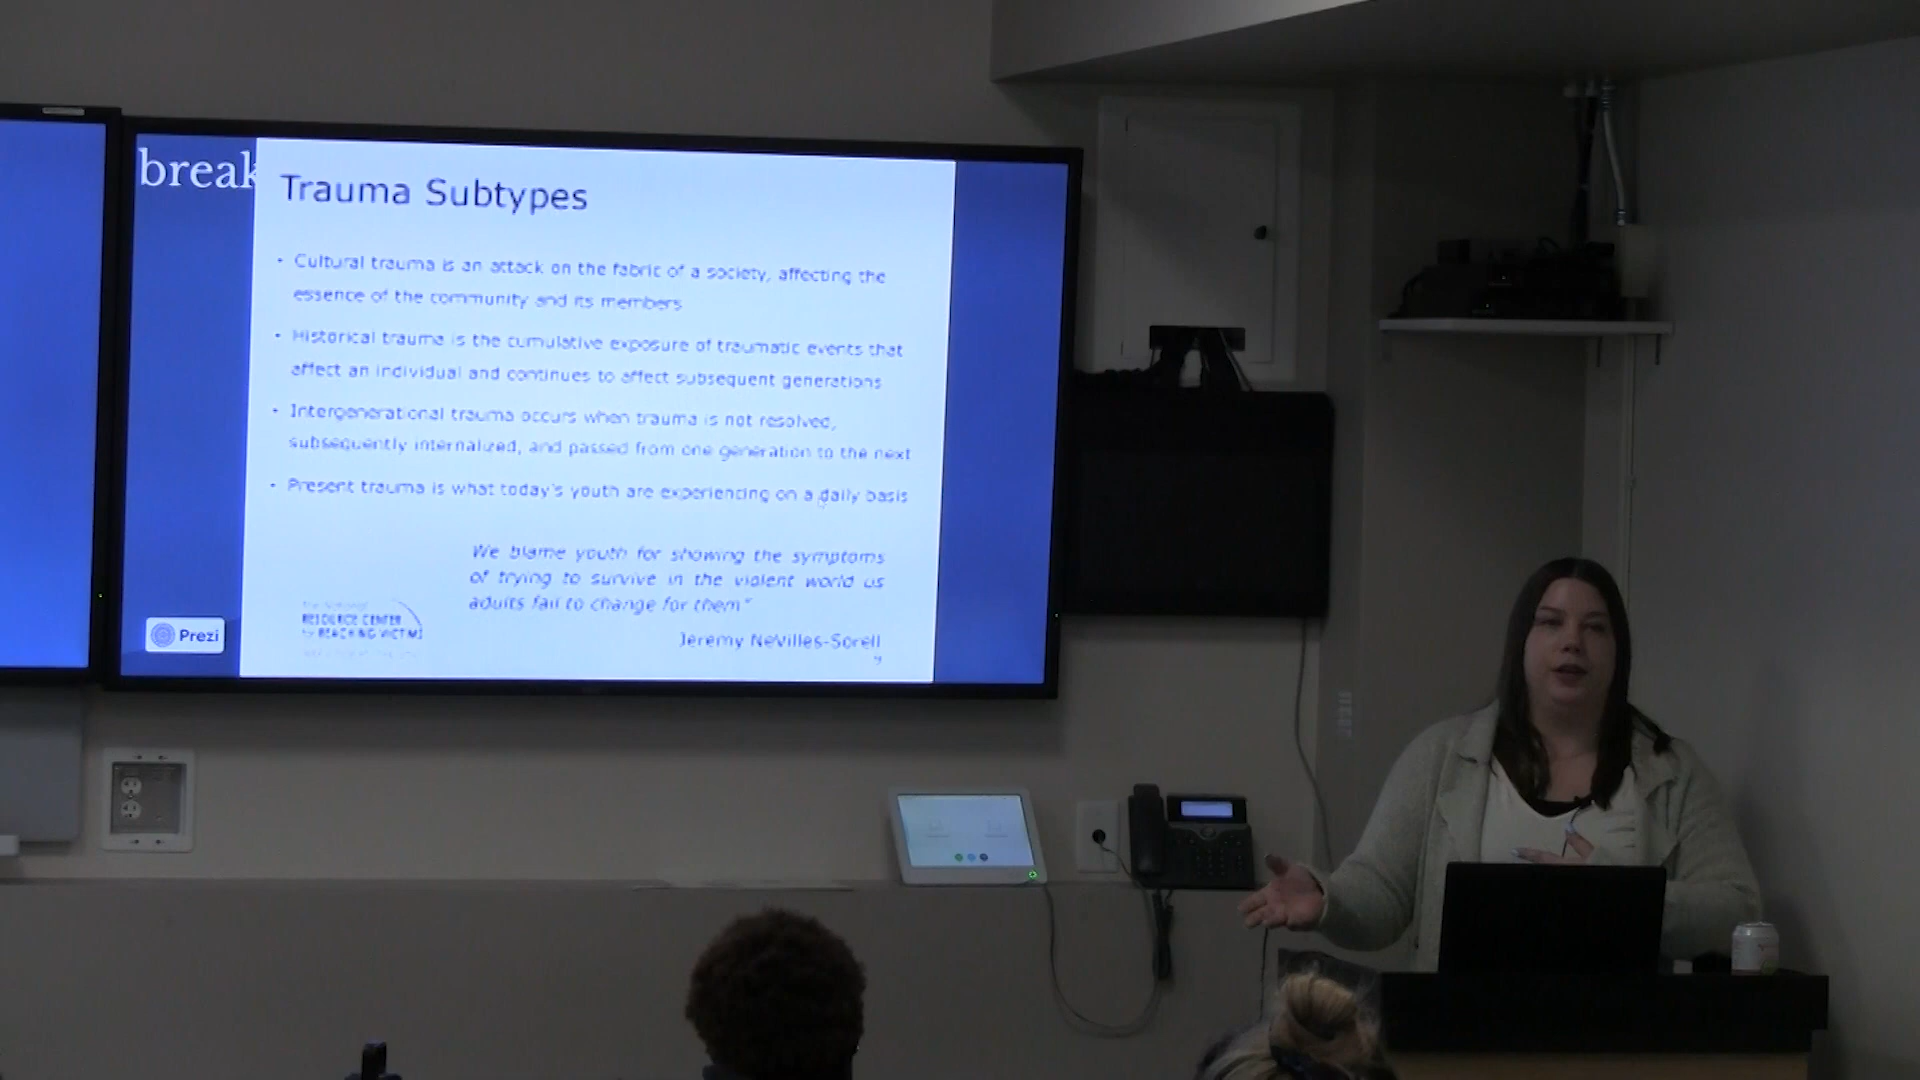 break
Trauma Subtypes
• Cultural trauma is an attack on the fabric of a society, affecting the
essence of the community and its members
• Historical trauma is the cumulative exposure of traumatic events that
affect an individual and continues to affect subsequent generations
• Intergenerational trauma occurs when trauma is not resolved,
subsequently internalized, and passed from one generation to the next
• Present trauma is what today's youth are experiencing on a daily basis
We blame youth for showing the symptoms
of trying to survive in the violent world us
adults fail to change for them"
Jeremy NeVilles-Sorell
9
The National
RESOURCE CENTER
for REACHING VICTIMS
Prezi